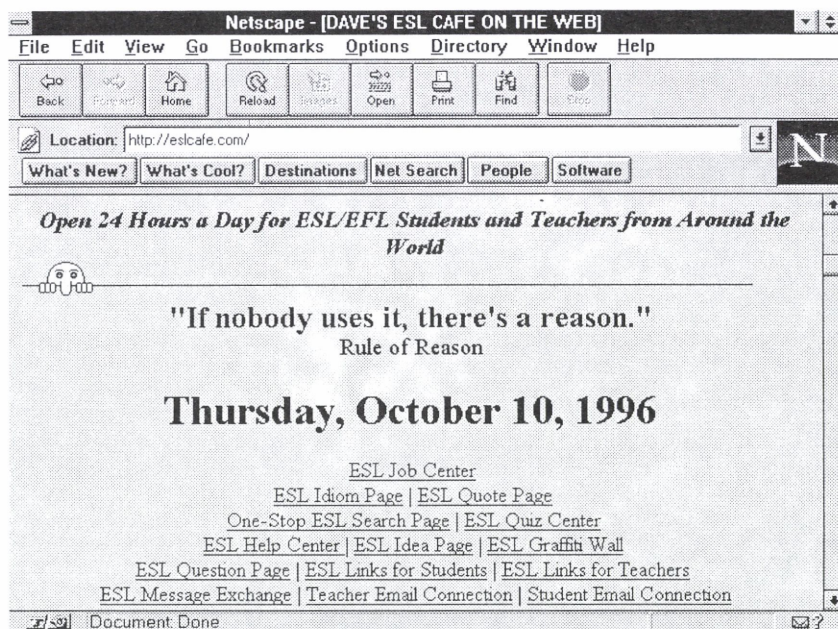 Netscape - [DAVE'S ESL CAFE ON THE WEB]
File Edit View Go Bookmarks Options Directory Window Help
Back Forward Home Reload Images Open Print Find Stop
Location: http://eslcafe.com/
N
What's New? What's Cool? Destinations Net Search People Software
Open 24 Hours a Day for ESL/EFL Students and Teachers from Around the
World
"If nobody uses it, there's a reason."
Rule of Reason
Thursday, October 10, 1996
ESL Job Center
ESL Idiom Page | ESL Quote Page
One-Stop ESL Search Page | ESL Quiz Center
ESL Help Center | ESL Idea Page | ESL Graffiti Wall
ESL Question Page | ESL Links for Students | ESL Links for Teachers
ESL Message Exchange | Teacher Email Connection | Student Email Connection
Document: Done
?